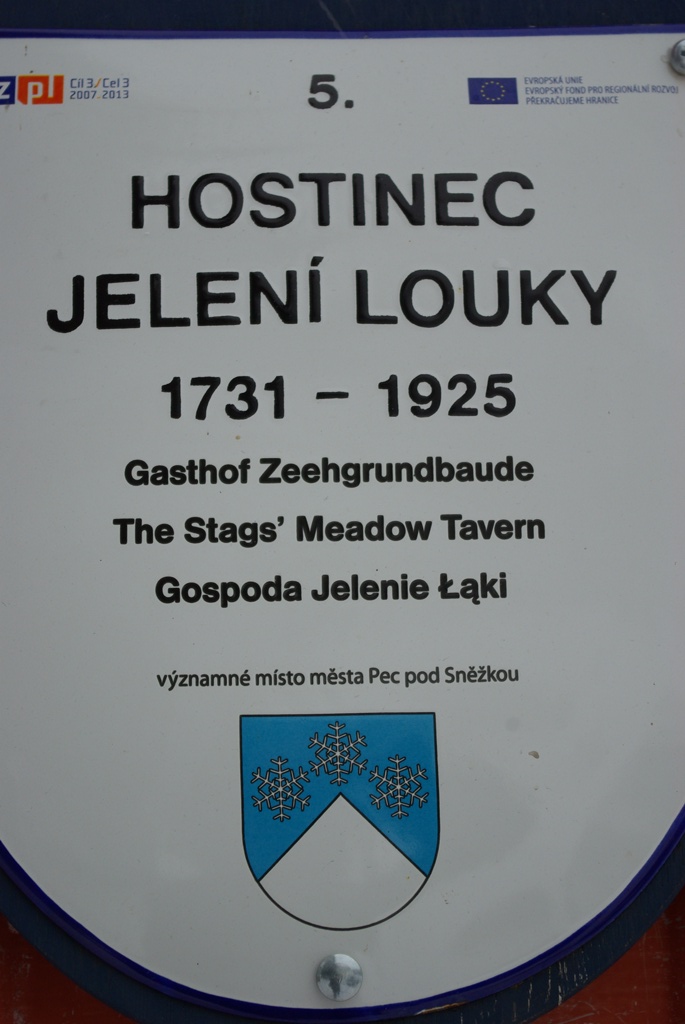 Z PL Cíl 3/Cel 3
2007.2013
5.
EVROPSKÁ UNIE
EVROPSKÝ FOND PRO REGIONÁLNÍ ROZVOJ
PŘEKRAČUJEME HRANICE
HOSTINEC
JELENÍ LOUKY
1731 – 1925
Gasthof Zeehgrundbaude
The Stags’ Meadow Tavern
Gospoda Jelenie Łąki
významné místo města Pec pod Sněžkou